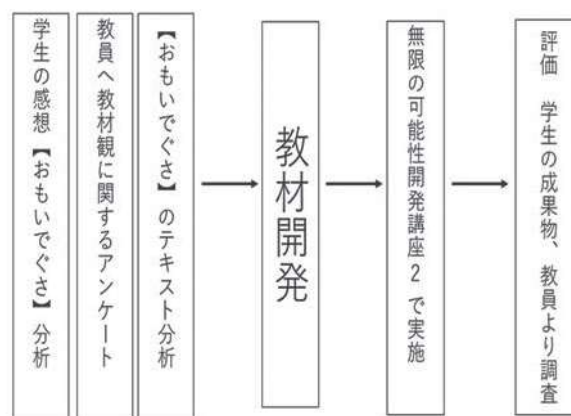 学生の感想【おもいでぐさ】分析
教員へ教材観に関するアンケート
【おもいでぐさ】のテキスト分析
教材開発
無限の可能性開発講座2で実施
評価　学生の成果物、教員より調査